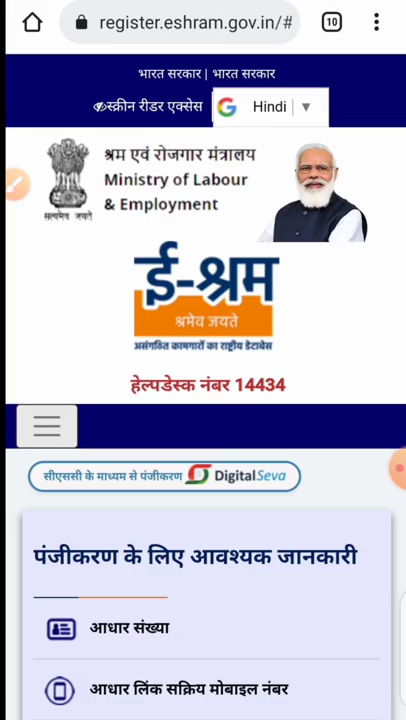 register.eshram.gov.in/#
10
भारत सरकार | भारत सरकार
स्क्रीन रीडर एक्सेस
G Hindi ▼
श्रम एवं रोजगार मंत्रालय
Ministry of Labour
& Employment
सत्यमेव जयते
ई-श्रम
श्रमेव जयते
असंगठित कामगारों का राष्ट्रीय डेटाबेस
हेल्पडेस्क नंबर 14434
सीएससी के माध्यम से पंजीकरण DigitalSeva
पंजीकरण के लिए आवश्यक जानकारी
आधार संख्या
आधार लिंक सक्रिय मोबाइल नंबर